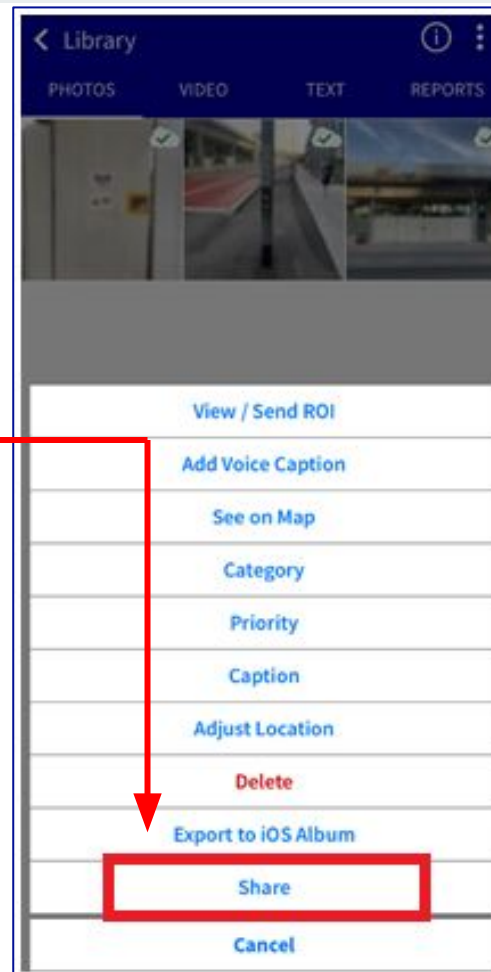 Library
PHOTOS VIDEO TEXT REPORTS
View / Send ROI
Add Voice Caption
See on Map
Category
Priority
Caption
Adjust Location
Delete
Export to iOS Album
Share
Cancel